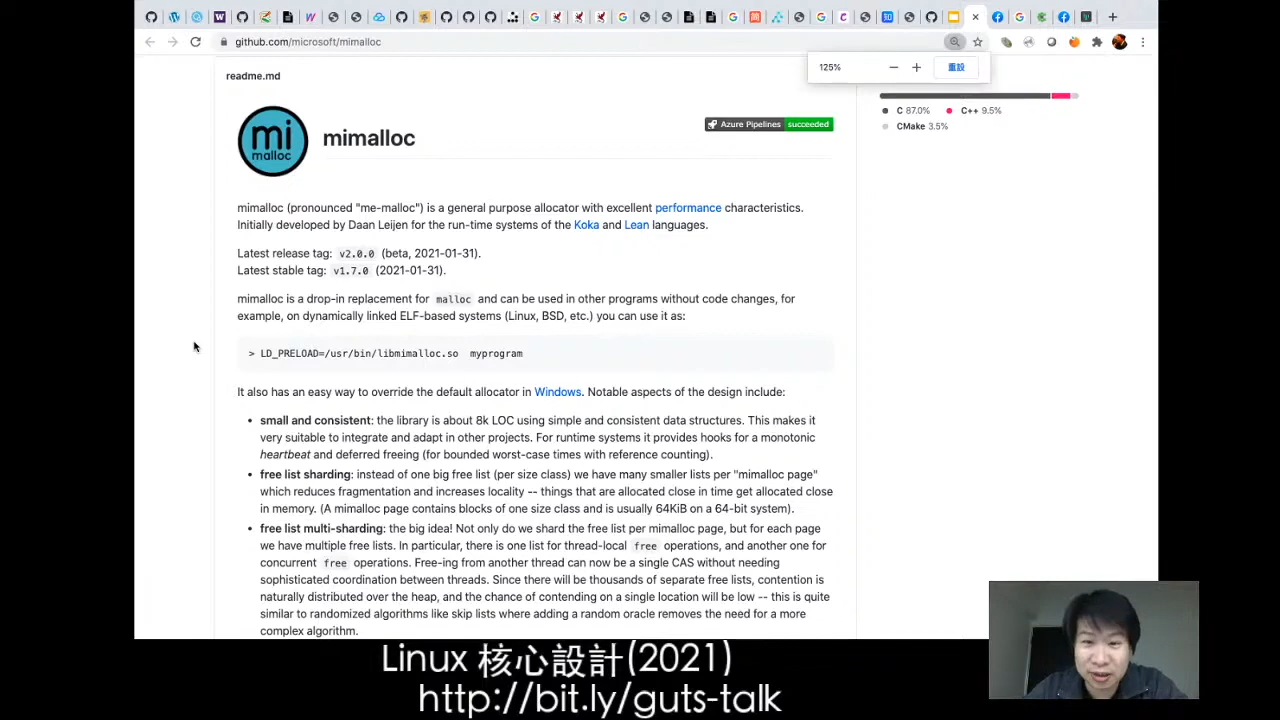 github.com/microsoft/mimalloc
125%
重設
readme.md
mi
malloc
mimalloc
Azure Pipelines succeeded
C 87.0% C++ 9.5%
CMake 3.5%
mimalloc (pronounced "me-malloc") is a general purpose allocator with excellent performance characteristics.
Initially developed by Daan Leijen for the run-time systems of the Koka and Lean languages.
Latest release tag: v2.0.0 (beta, 2021-01-31).
Latest stable tag: v1.7.0 (2021-01-31).
mimalloc is a drop-in replacement for malloc and can be used in other programs without code changes, for
example, on dynamically linked ELF-based systems (Linux, BSD, etc.) you can use it as:
> LD_PRELOAD=/usr/bin/libmimalloc.so myprogram
It also has an easy way to override the default allocator in Windows. Notable aspects of the design include:
• small and consistent: the library is about 8k LOC using simple and consistent data structures. This makes it
very suitable to integrate and adapt in other projects. For runtime systems it provides hooks for a monotonic
heartbeat and deferred freeing (for bounded worst-case times with reference counting).
• free list sharding: instead of one big free list (per size class) we have many smaller lists per "mimalloc page"
which reduces fragmentation and increases locality -- things that are allocated close in time get allocated close
in memory. (A mimalloc page contains blocks of one size class and is usually 64KiB on a 64-bit system).
• free list multi-sharding: the big idea! Not only do we shard the free list per mimalloc page, but for each page
we have multiple free lists. In particular, there is one list for thread-local free operations, and another one for
concurrent free operations. Free-ing from another thread can now be a single CAS without needing
sophisticated coordination between threads. Since there will be thousands of separate free lists, contention is
naturally distributed over the heap, and the chance of contending on a single location will be low -- this is quite
similar to randomized algorithms like skip lists where adding a random oracle removes the need for a more
complex algorithm.
Linux 核心設計(2021)
http://bit.ly/guts-talk